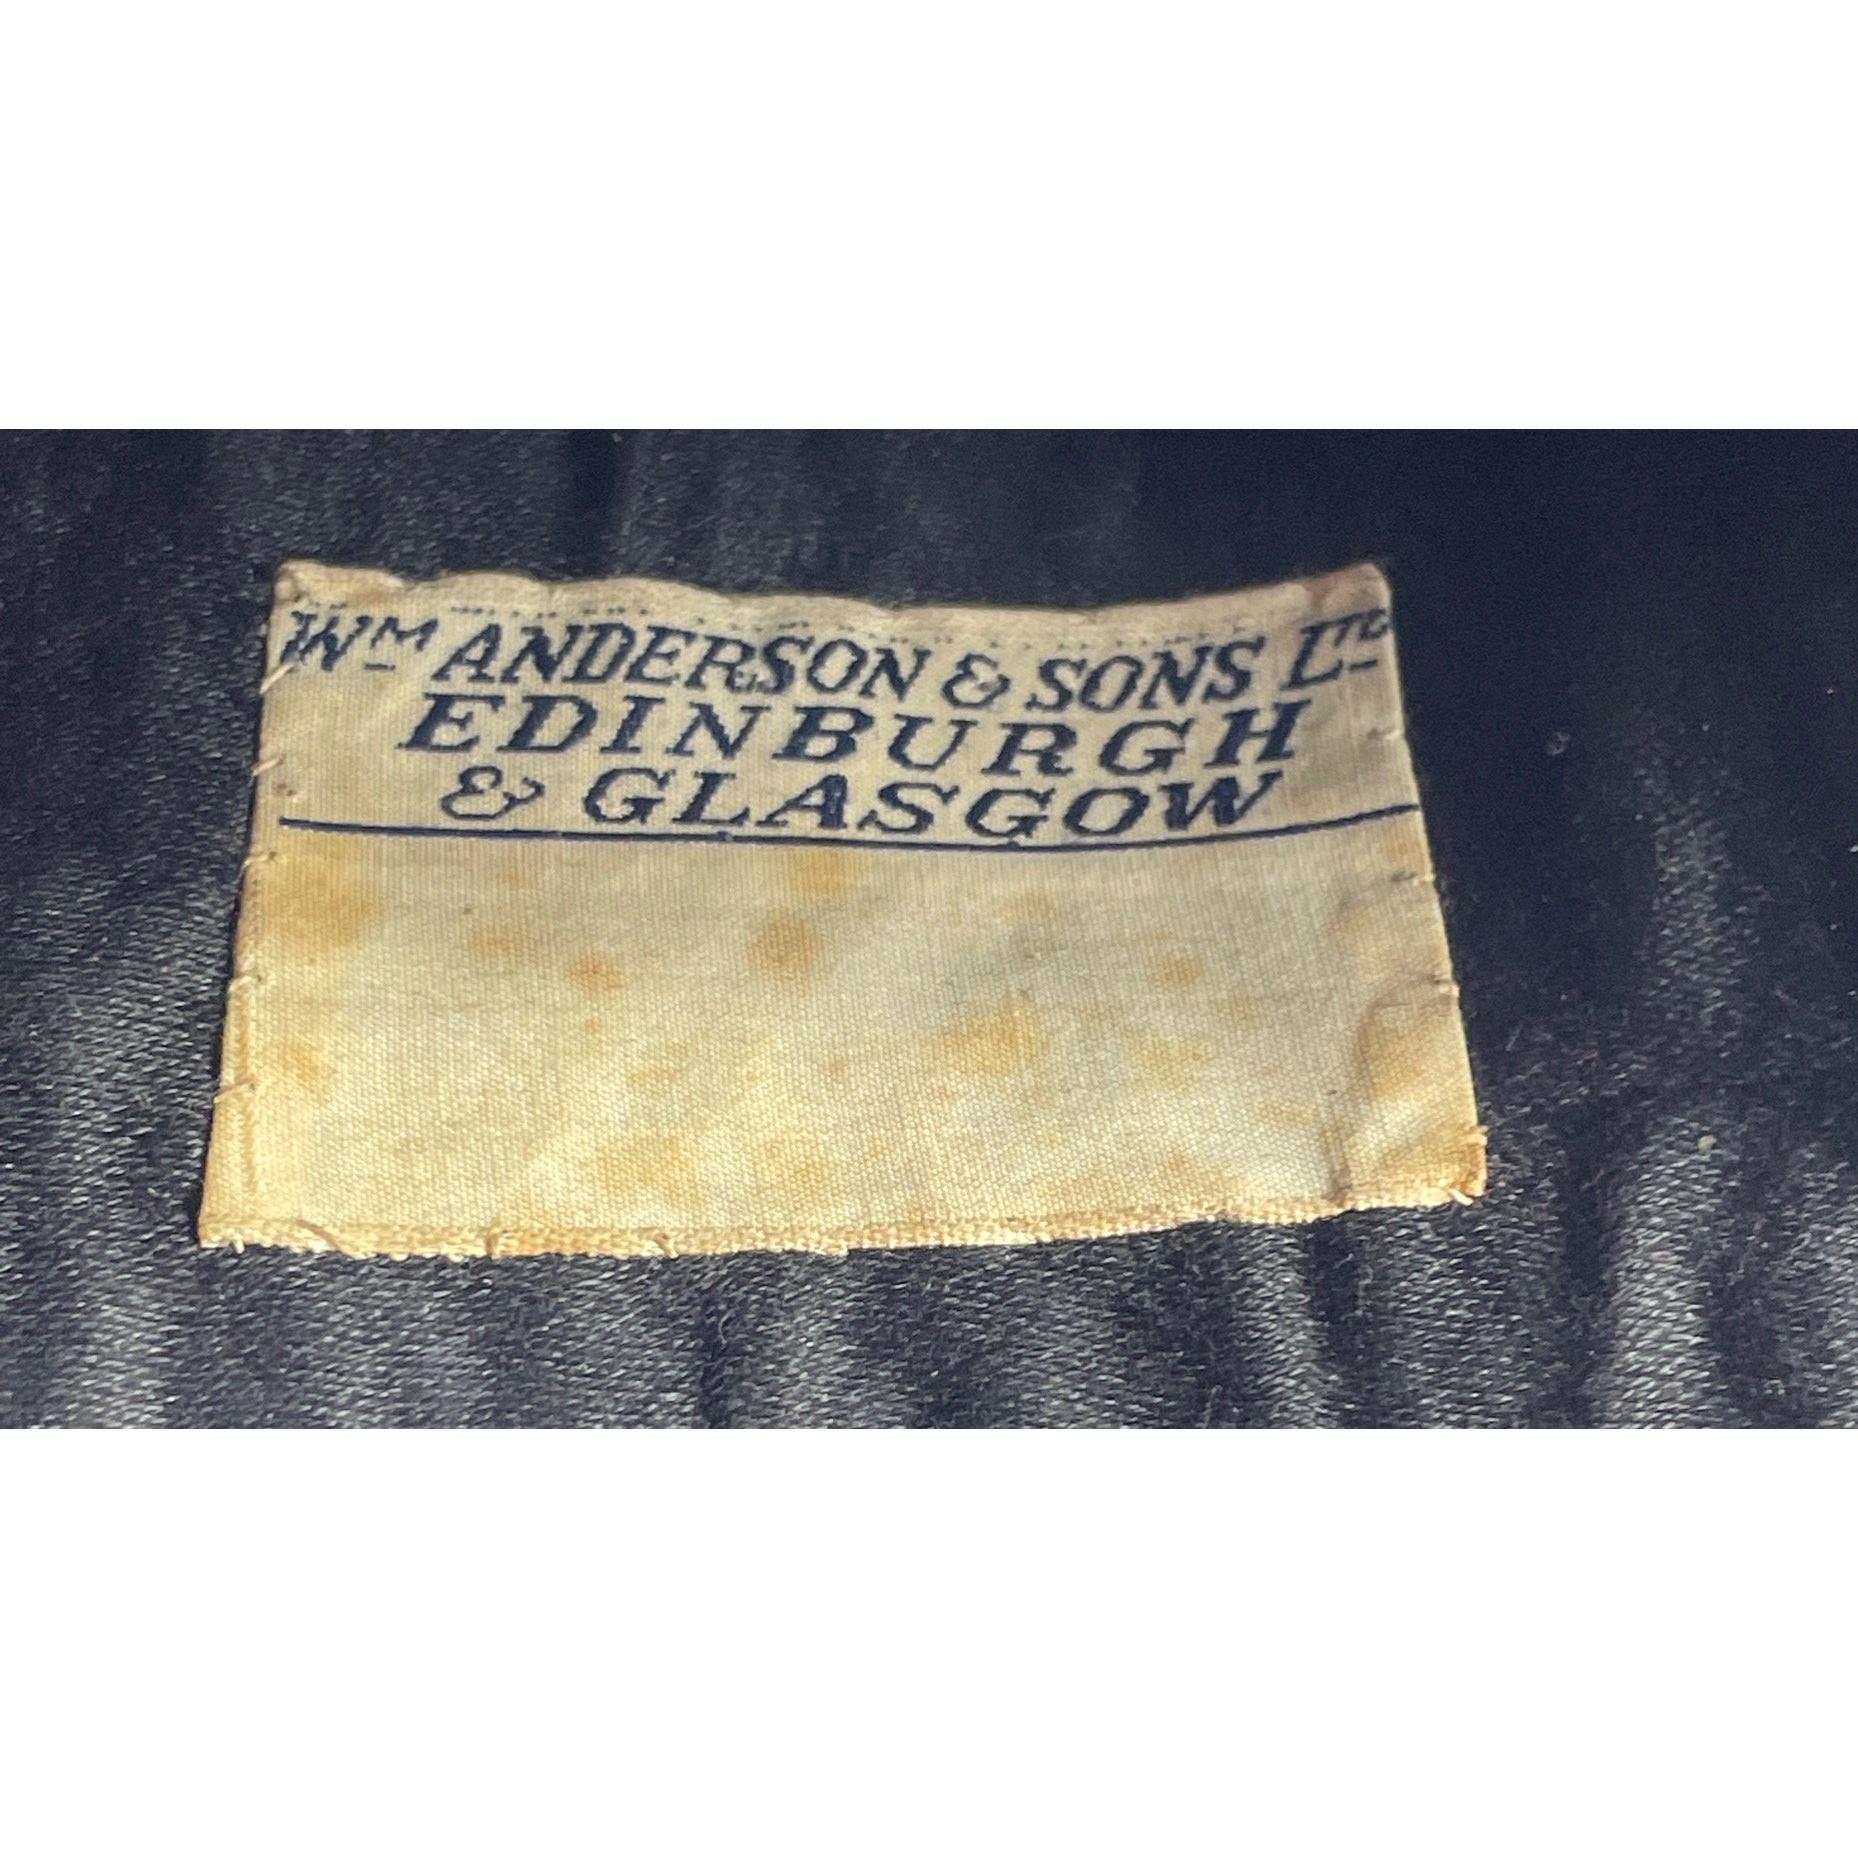 Wm ANDERSON & SONS LTD
EDINBURGH
& GLASGOW